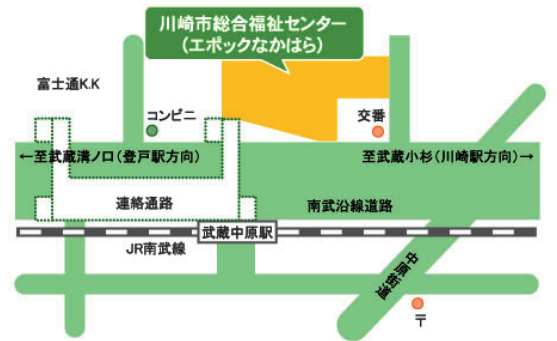 川崎市総合福祉センター
（エポックなかはら）
富士通K.K
コンビニ
交番
←至武蔵溝ノ口（登戸駅方向）
至武蔵小杉（川崎駅方向）→
連絡通路
南武沿線道路
武蔵中原駅
JR南武線
中原街道
〒